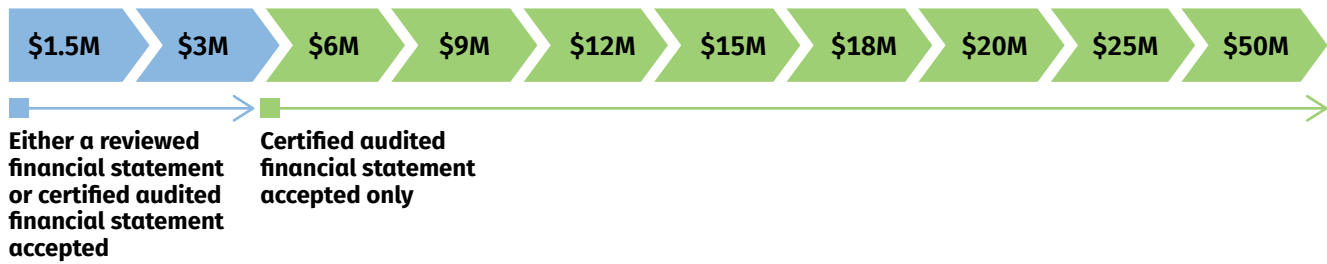 $1.5M $3M $6M $9M $12M $15M $18M $20M $25M $50M
Either a reviewed
financial statement
or certified audited
financial statement
accepted
Certified audited
financial statement
accepted only